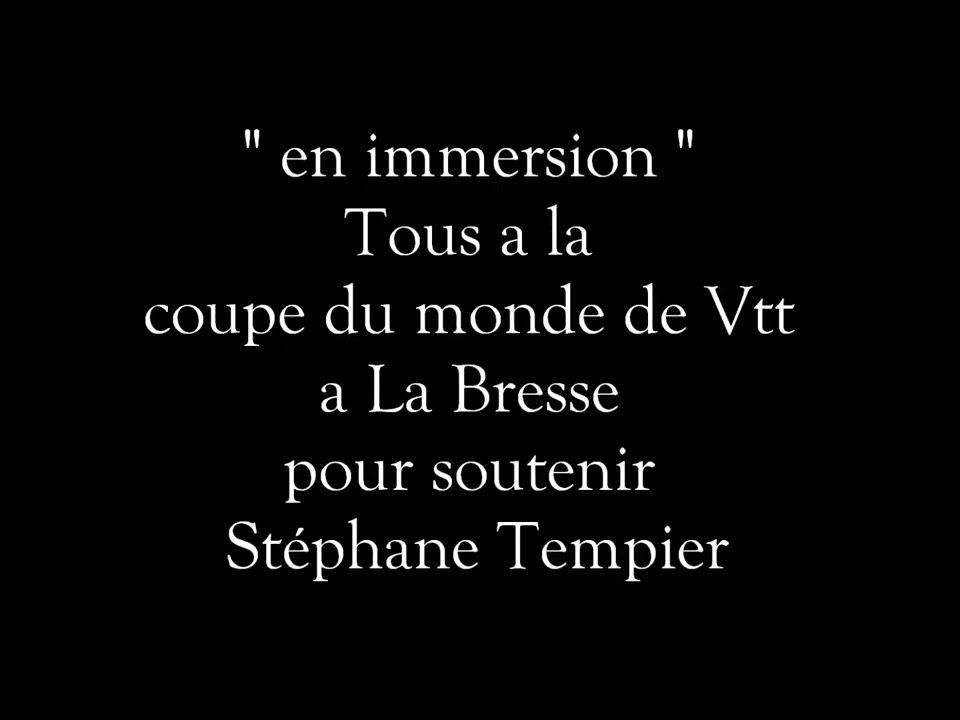 " en immersion "
Tous a la
coupe du monde de Vtt
a La Bresse
pour soutenir
Stéphane Tempier